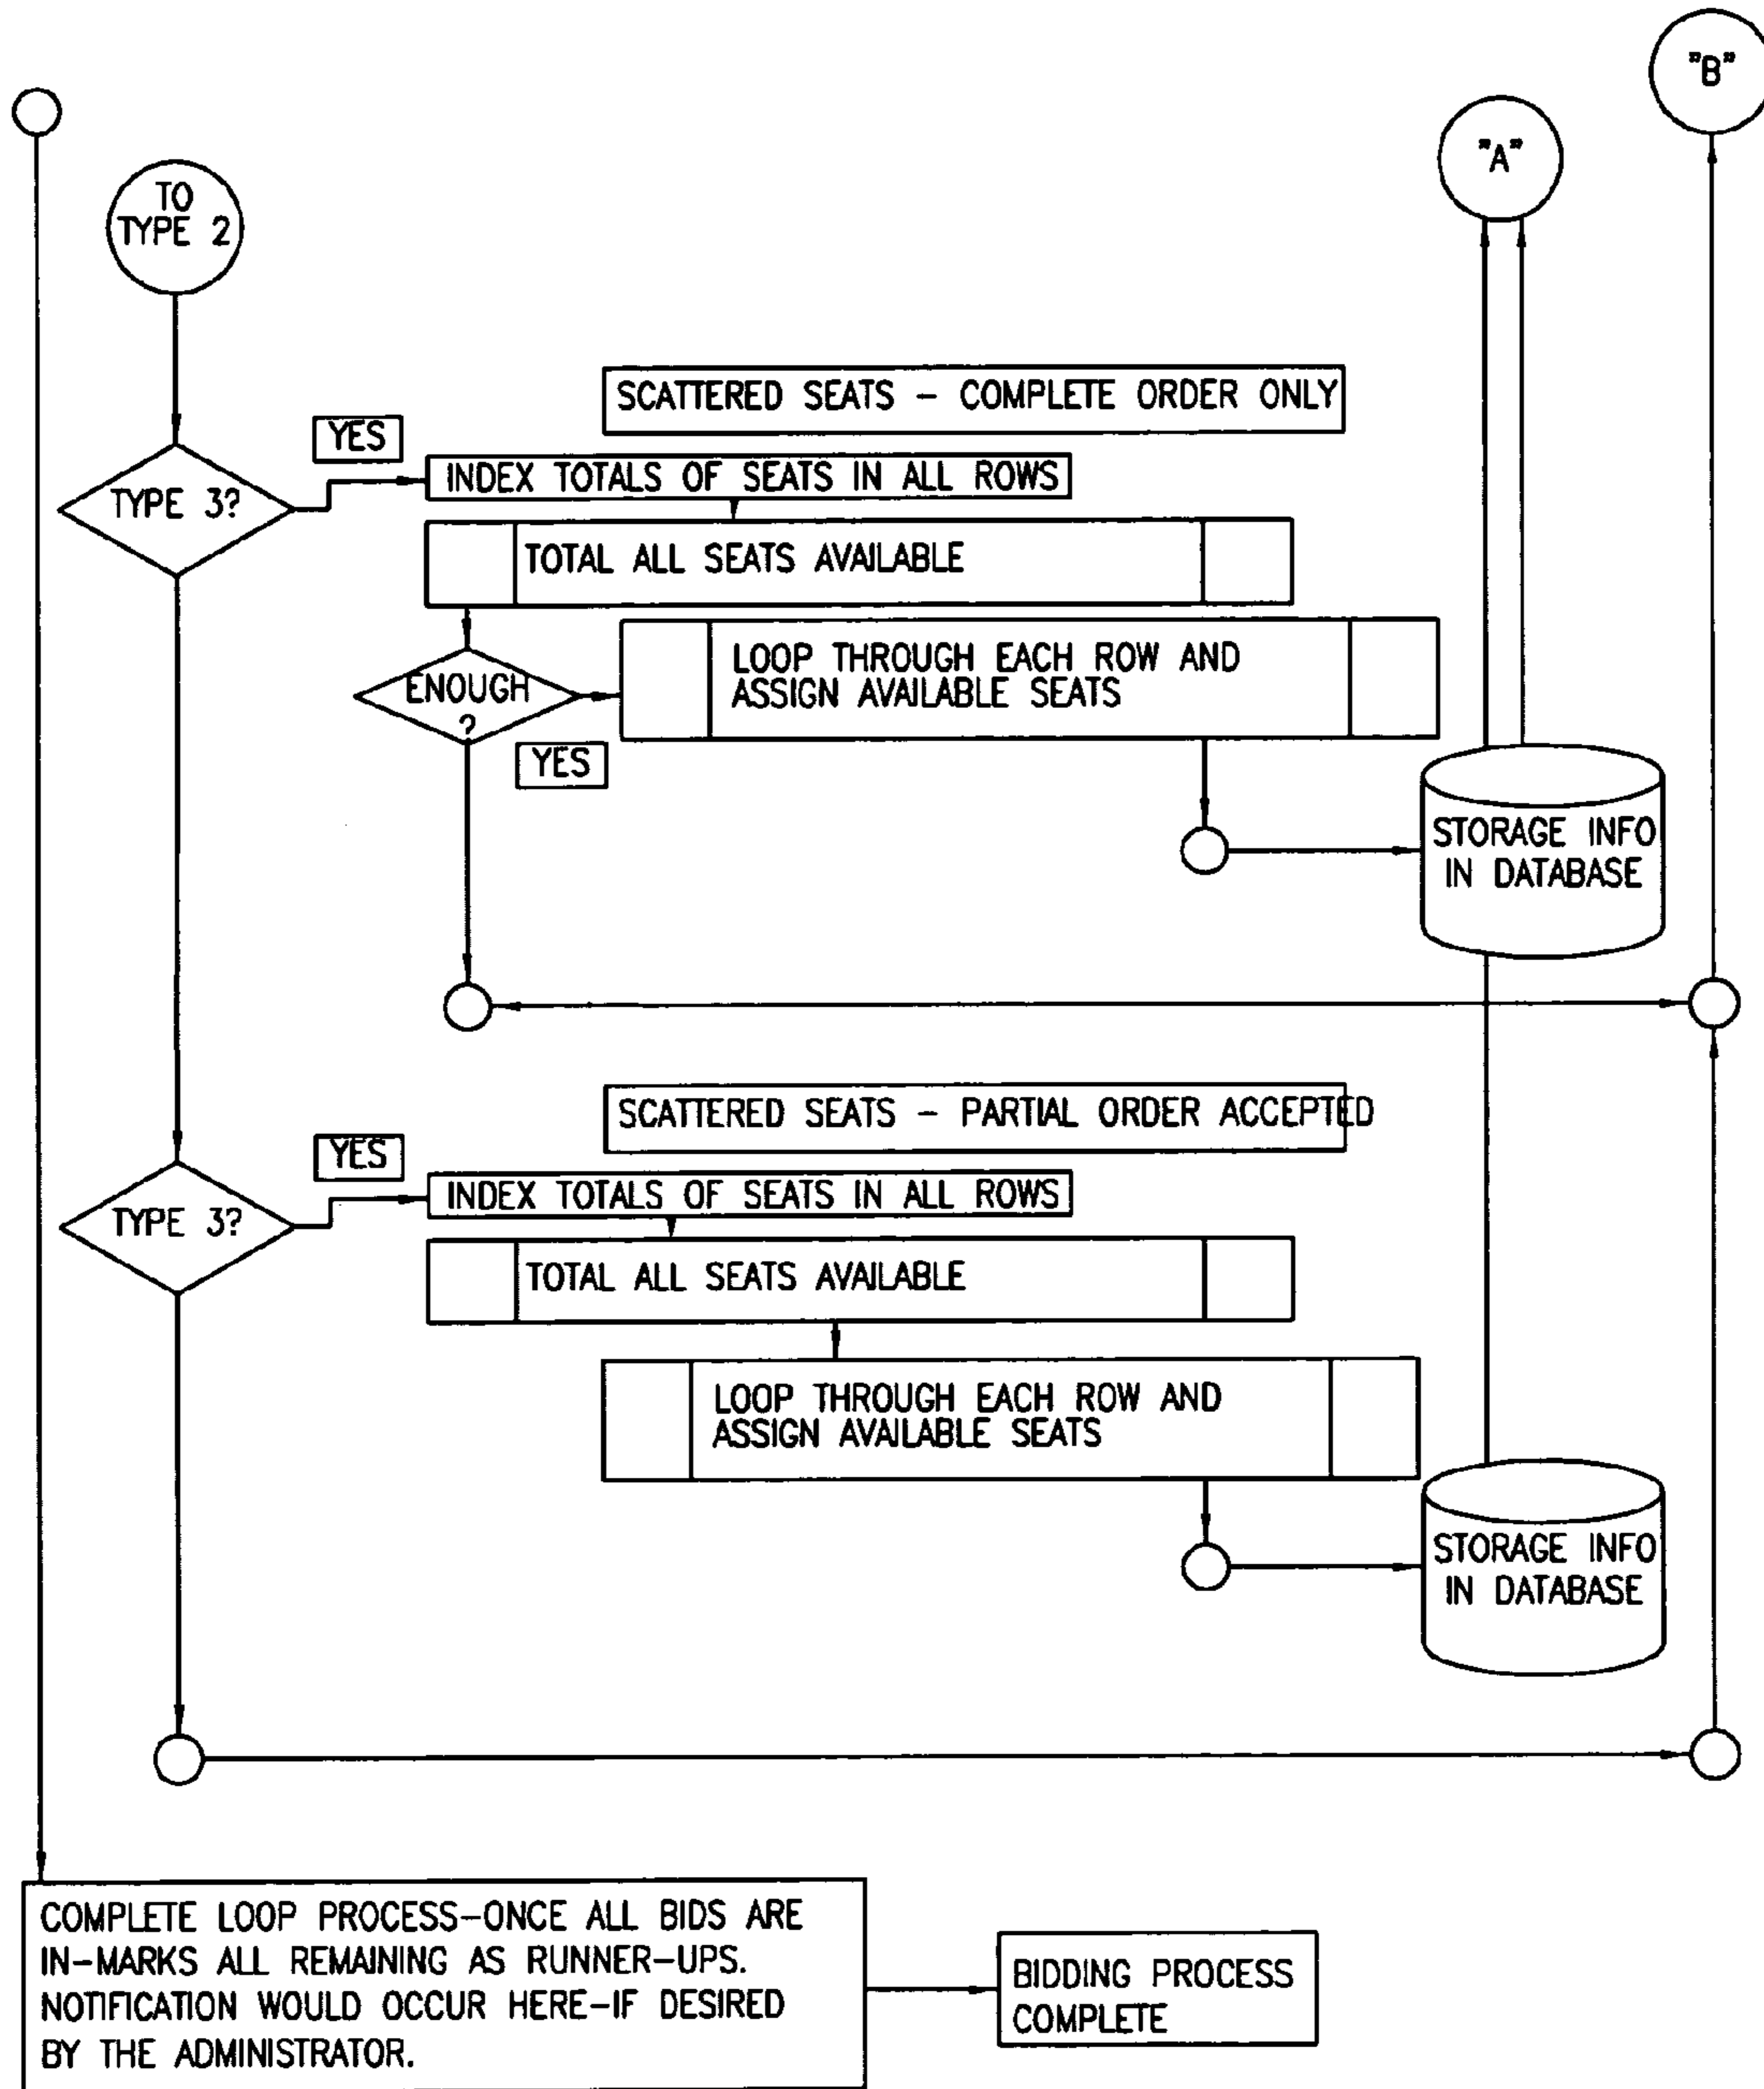 "B"
"A"
TO
TYPE 2
SCATTERED SEATS – COMPLETE ORDER ONLY
YES
INDEX TOTALS OF SEATS IN ALL ROWS
TYPE 3?
TOTAL ALL SEATS AVAILABLE
LOOP THROUGH EACH ROW AND
ASSIGN AVAILABLE SEATS
ENOUGH
?
YES
STORAGE INFO
IN DATABASE
SCATTERED SEATS – PARTIAL ORDER ACCEPTED
YES
INDEX TOTALS OF SEATS IN ALL ROWS
TYPE 3?
TOTAL ALL SEATS AVAILABLE
LOOP THROUGH EACH ROW AND
ASSIGN AVAILABLE SEATS
STORAGE INFO
IN DATABASE
COMPLETE LOOP PROCESS–ONCE ALL BIDS ARE
IN–MARKS ALL REMAINING AS RUNNER–UPS.
NOTIFICATION WOULD OCCUR HERE–IF DESIRED
BY THE ADMINISTRATOR.
BIDDING PROCESS
COMPLETE